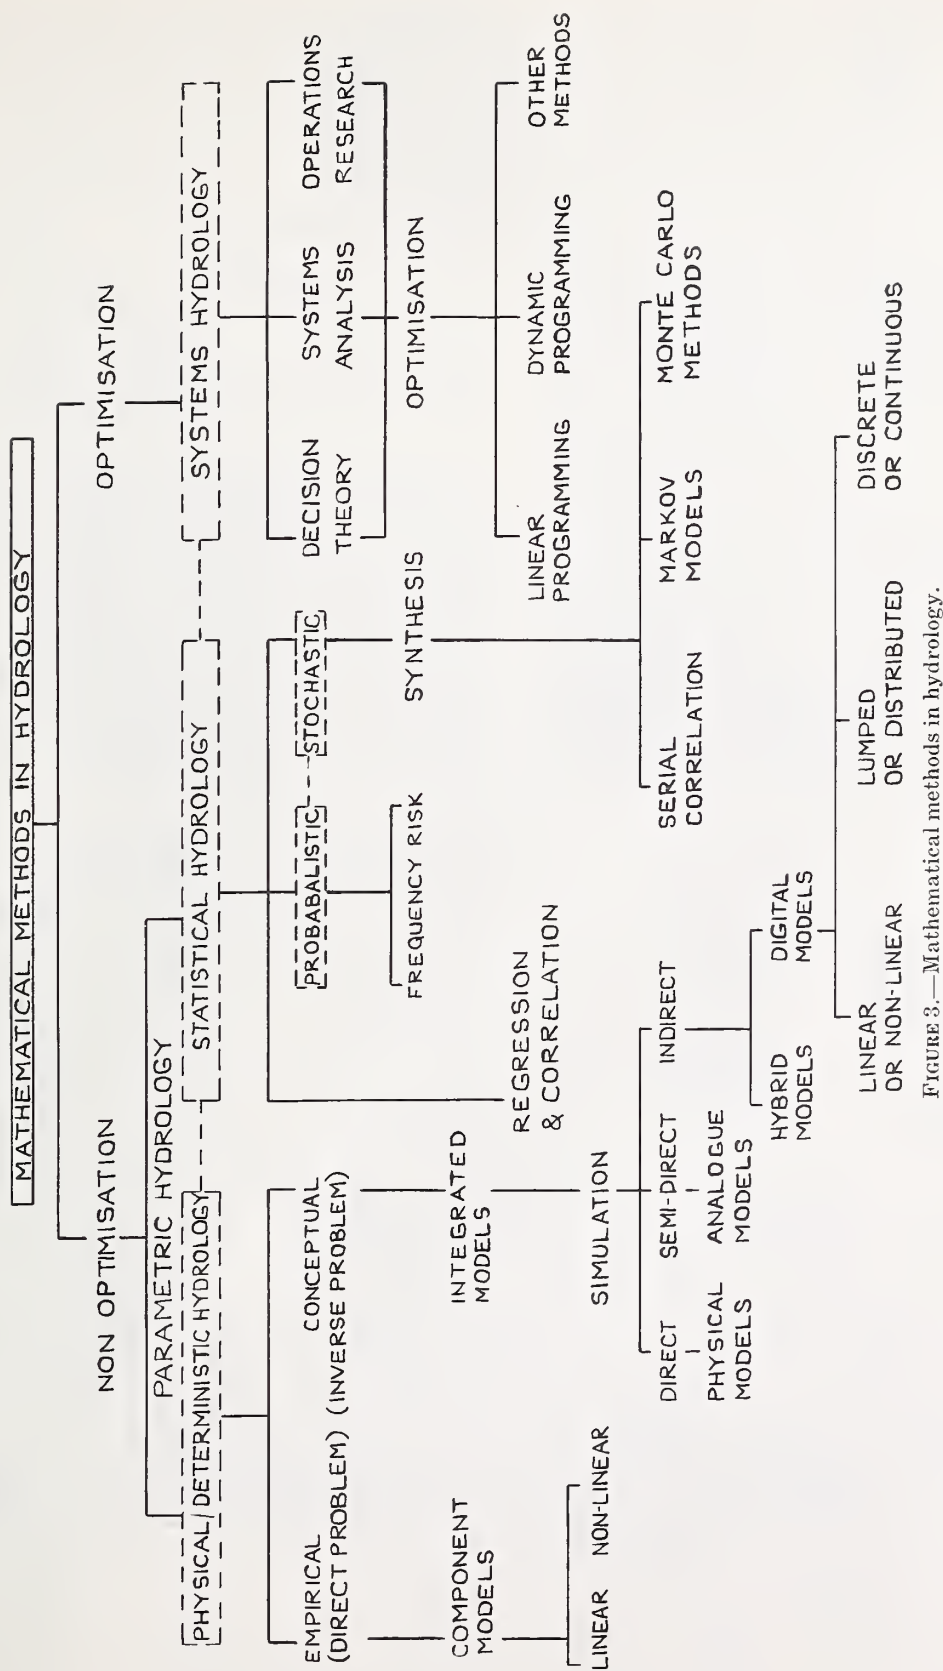 MATHEMATICAL METHODS IN HYDROLOGY
NON OPTIMISATION
OPTIMISATION
PARAMETRIC HYDROLOGY
PHYSICAL/DETERMINISTIC HYDROLOGY
STATISTICAL HYDROLOGY
SYSTEMS HYDROLOGY
EMPIRICAL
(DIRECT PROBLEM)
CONCEPTUAL
(INVERSE PROBLEM)
PROBABALISTIC
STOCHASTIC
DECISION
THEORY
SYSTEMS
ANALYSIS
OPERATIONS
RESEARCH
FREQUENCY RISK
SYNTHESIS
OPTIMISATION
COMPONENT
MODELS
INTEGRATED
MODELS
REGRESSION
& CORRELATION
LINEAR
PROGRAMMING
DYNAMIC
PROGRAMMING
OTHER
METHODS
LINEAR
NON-LINEAR
SIMULATION
DIRECT
SEMI-DIRECT
INDIRECT
SERIAL
CORRELATION
MARKOV
MODELS
MONTE CARLO
METHODS
PHYSICAL
MODELS
ANALOGUE
MODELS
HYBRID
MODELS
DIGITAL
MODELS
LINEAR
OR NON-LINEAR
LUMPED
OR DISTRIBUTED
DISCRETE
OR CONTINUOUS
FIGURE 3.—Mathematical methods in hydrology.